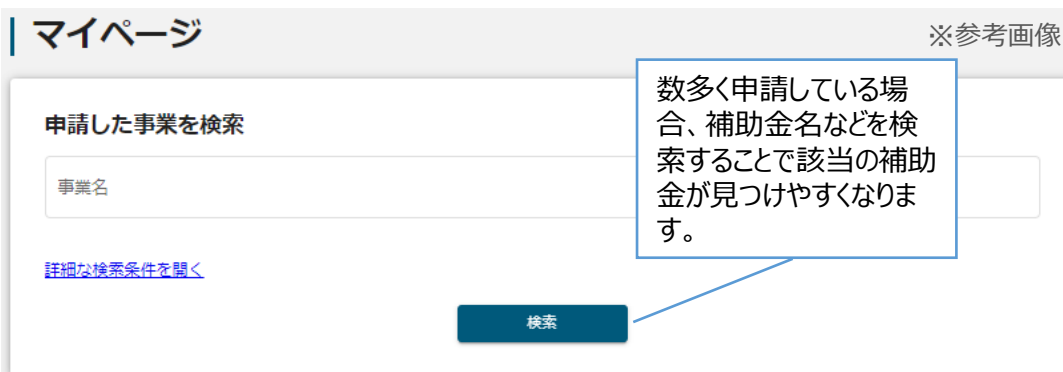 マイページ
※参考画像
数多く申請している場
合、補助金名などを検
索することで該当の補助
金が見つけやすくなりま
す。
申請した事業を検索
事業名
詳細な検索条件を開く
検索